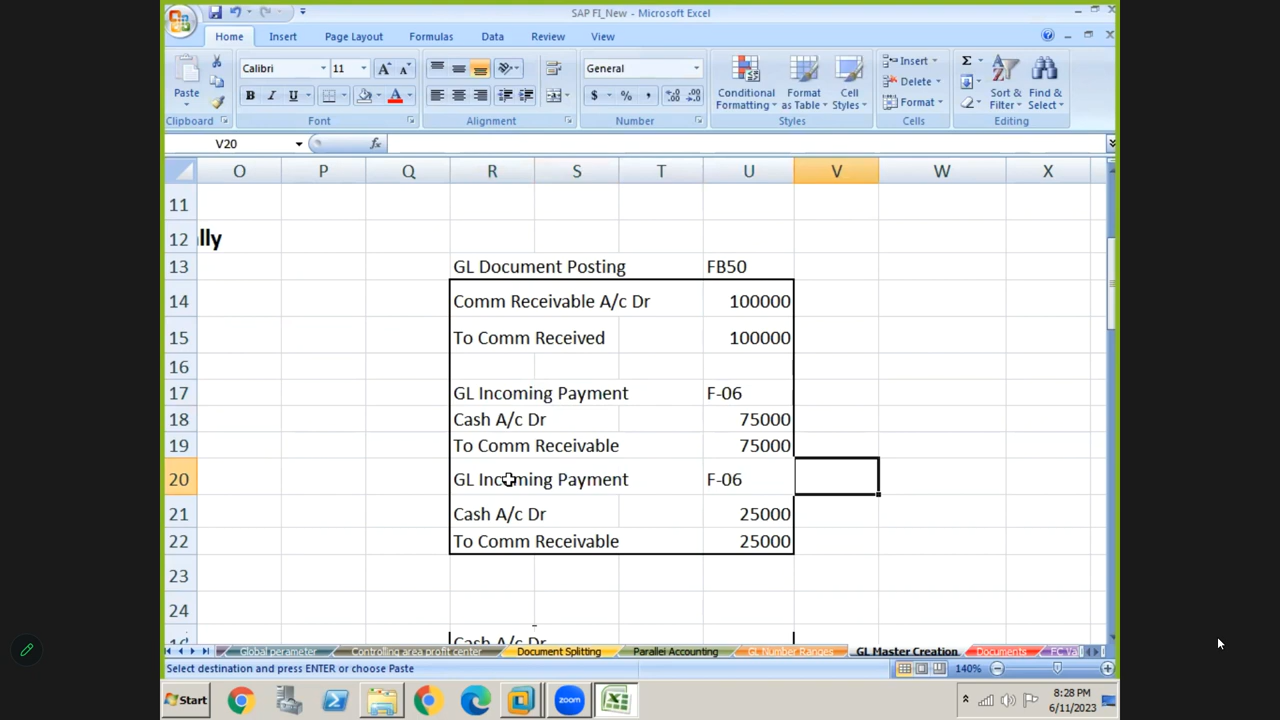 SAP FI_New - Microsoft Excel
Home Insert Page Layout Formulas Data Review View
Paste
Calibri 11
General
Conditional Formatting
Format as Table
Cell Styles
Insert
Delete
Format
Sort & Filter
Find & Select
B I U
$ % ,
Clipboard Font Alignment Number Styles Cells Editing
V20
fx
O P Q R S T U V W X
11
12 lly
13 GL Document Posting FB50
14 Comm Receivable A/c Dr 100000
15 To Comm Received 100000
16
17 GL Incoming Payment F-06
18 Cash A/c Dr 75000
19 To Comm Receivable 75000
20 GL Incoming Payment F-06
21 Cash A/c Dr 25000
22 To Comm Receivable 25000
23
24
Cash A/c Dr
Global perameter Controlling area profit center Document Splitting Parallel Accounting GL Number Ranges GL Master Creation Documents
Select destination and press ENTER or choose Paste
140%
Start
zoom
8:28 PM
6/11/2023